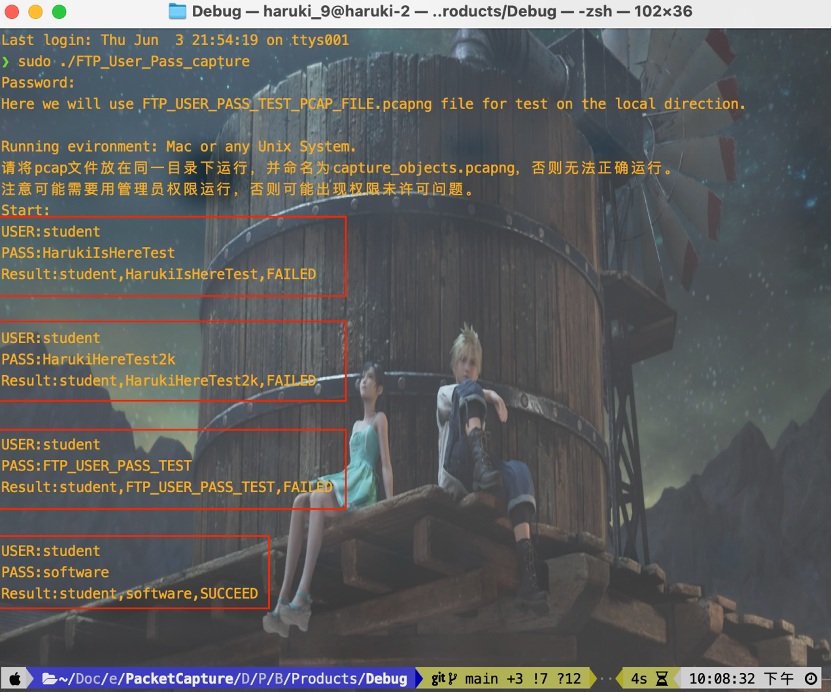 Debug — haruki_9@haruki-2 — ..roducts/Debug — -zsh — 102×36
Last login: Thu Jun  3 21:54:19 on ttys001
❯ sudo ./FTP_User_Pass_capture
Password:
Here we will use FTP_USER_PASS_TEST_PCAP_FILE.pcapng file for test on the local direction.
Running evironment: Mac or any Unix System.
请将pcap文件放在同一目录下运行，并命名为capture_objects.pcapng，否则无法正确运行。
注意可能需要用管理员权限运行，否则可能出现权限未许可问题。
Start:
USER:student
PASS:HarukiIsHereTest
Result:student,HarukiIsHereTest,FAILED
USER:student
PASS:HarukiHereTest2k
Result:student,HarukiHereTest2k,FAILED
USER:student
PASS:FTP_USER_PASS_TEST
Result:student,FTP_USER_PASS_TEST,FAILED
USER:student
PASS:software
Result:student,software,SUCCEED
~/Doc/e/PacketCapture/D/P/B/Products/Debug git main +3 !7 ?12 ·· 4s 10:08:32 下午